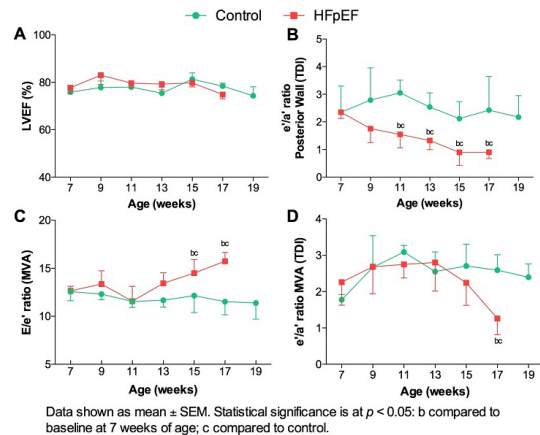 Control HFpEF
A
LVEF
(%)
100
80
60
40
7 9 11 13 15 17 19
Age (weeks)
B
e'/a' ratio
Posterior Wall (TDI)
5
4
3
2
1
0
bc bc bc bc
7 9 11 13 15 17 19
Age (weeks)
C
E/e' ratio (MVA)
20
15
10
bc bc
7 9 11 13 15 17 19
Age (weeks)
D
e'/a' ratio MVA (TDI)
4
3
2
1
0
bc
7 9 11 13 15 17 19
Age (weeks)
Data shown as mean ± SEM. Statistical significance is at p < 0.05: b compared to
baseline at 7 weeks of age; c compared to control.